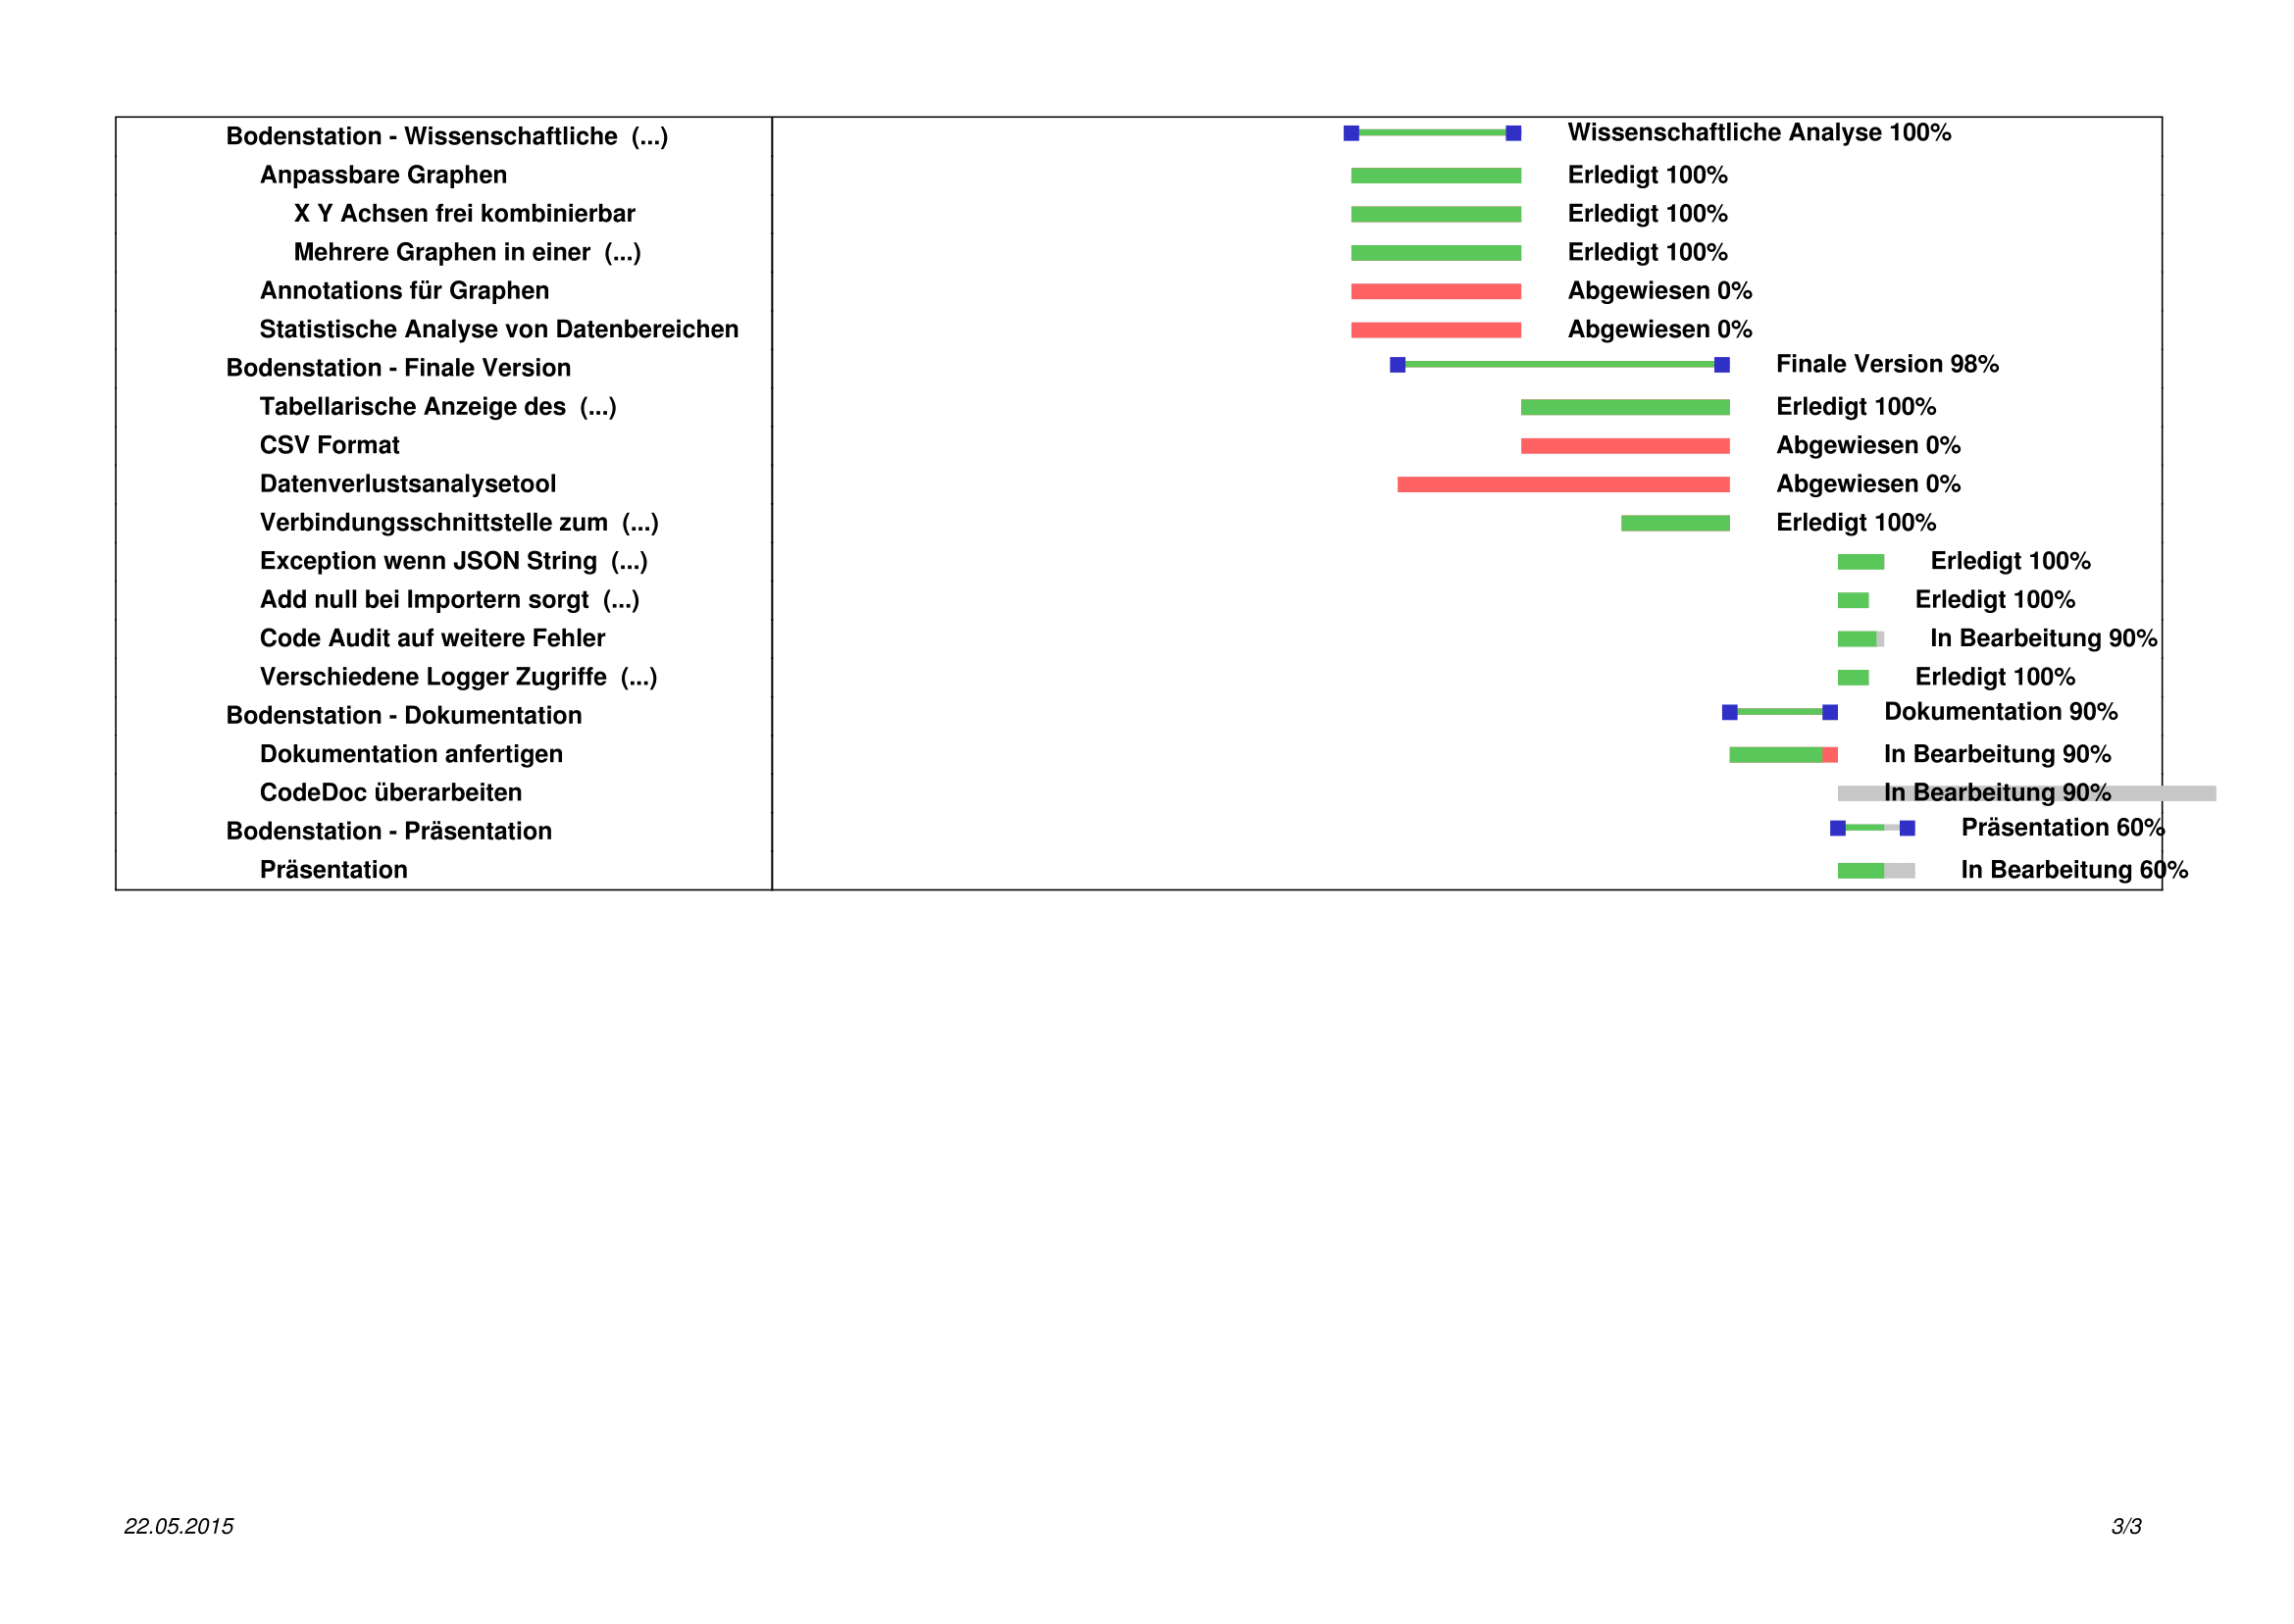 Bodenstation - Wissenschaftliche (...) Wissenschaftliche Analyse 100%
Anpassbare Graphen Erledigt 100%
X Y Achsen frei kombinierbar Erledigt 100%
Mehrere Graphen in einer (...) Erledigt 100%
Annotations für Graphen Abgewiesen 0%
Statistische Analyse von Datenbereichen Abgewiesen 0%
Bodenstation - Finale Version Finale Version 98%
Tabellarische Anzeige des (...) Erledigt 100%
CSV Format Abgewiesen 0%
Datenverlustsanalysetool Abgewiesen 0%
Verbindungsschnittstelle zum (...) Erledigt 100%
Exception wenn JSON String (...) Erledigt 100%
Add null bei Importern sorgt (...) Erledigt 100%
Code Audit auf weitere Fehler In Bearbeitung 90%
Verschiedene Logger Zugriffe (...) Erledigt 100%
Bodenstation - Dokumentation Dokumentation 90%
Dokumentation anfertigen In Bearbeitung 90%
CodeDoc überarbeiten In Bearbeitung 90%
Bodenstation - Präsentation Präsentation 60%
Präsentation In Bearbeitung 60%
22.05.2015 3/3